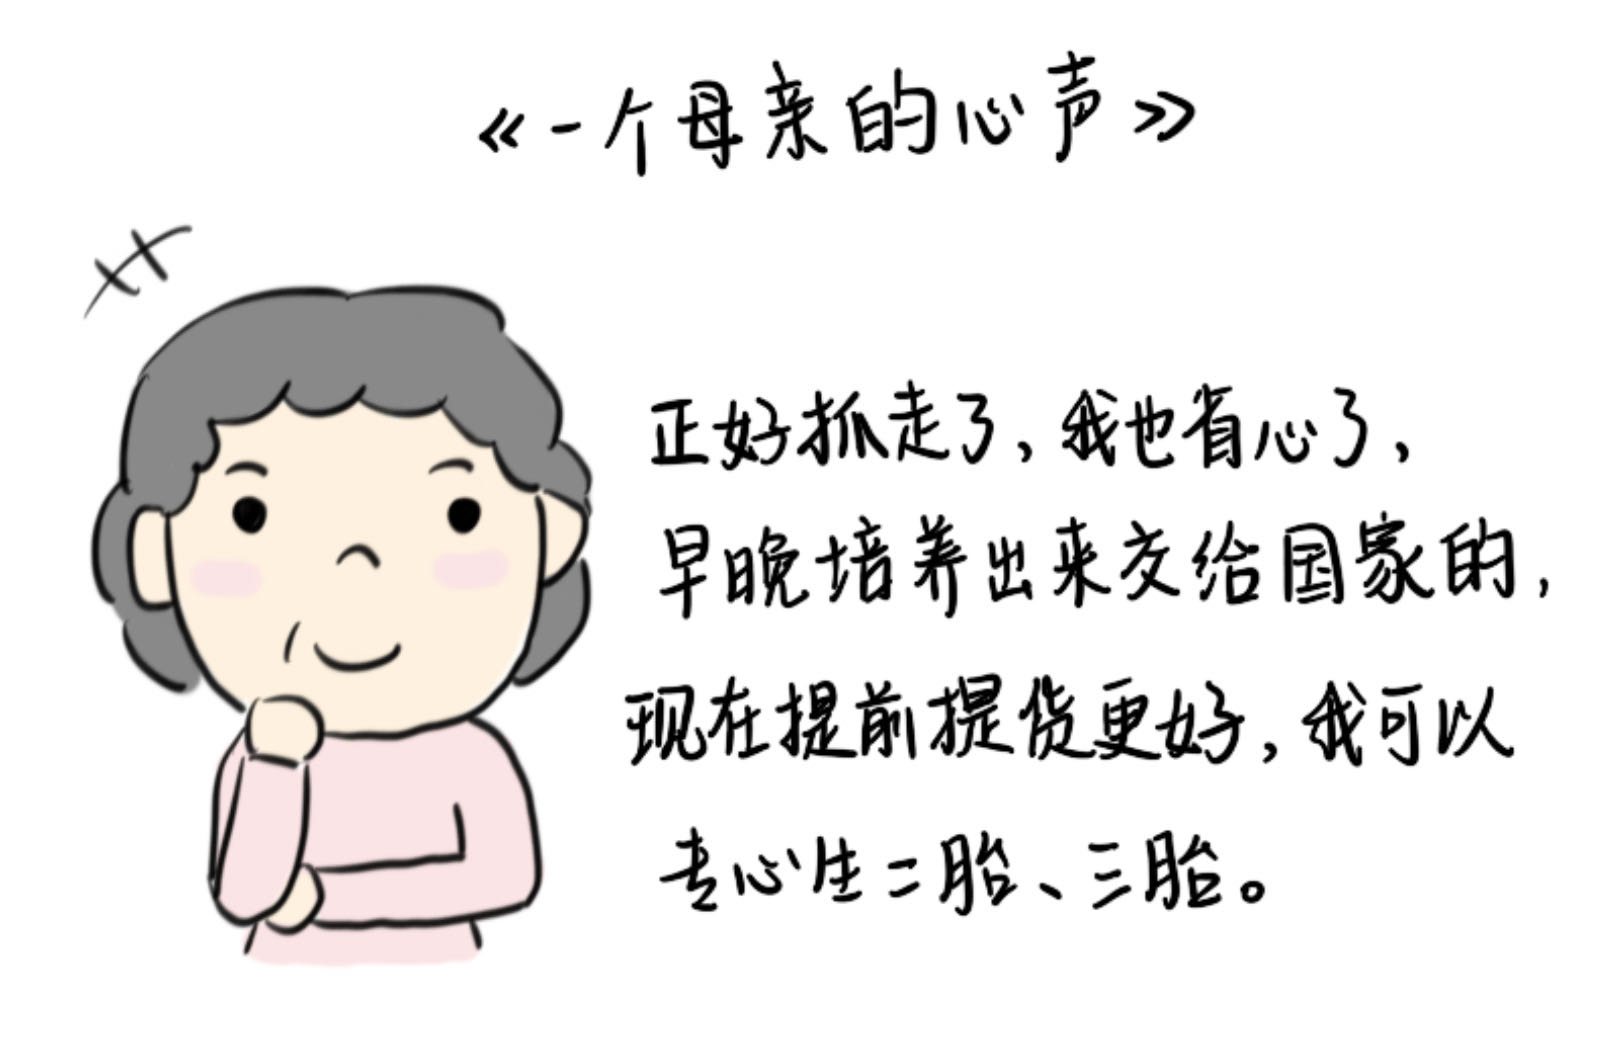 《一个母亲的心声》
正好抓走了，我也省心了，
早晚培养出来交给国家的，
现在提前提货更好，我可以
专心生二胎、三胎。